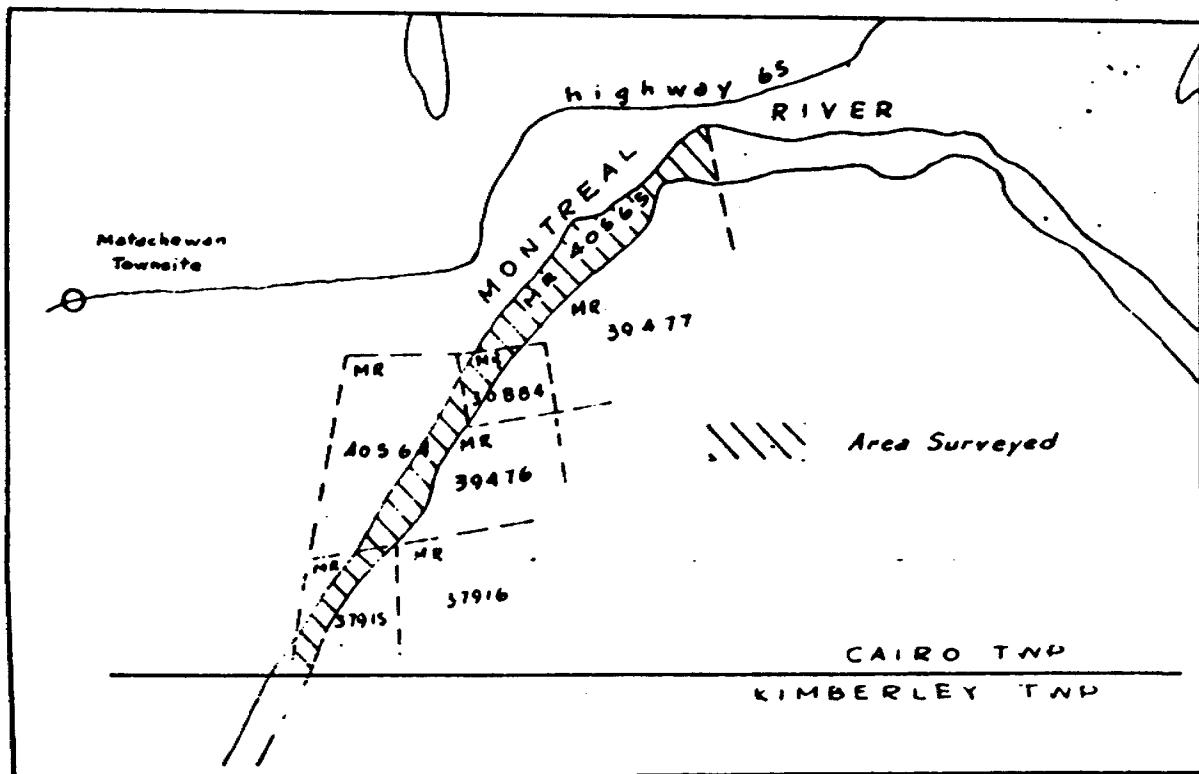 highway 65
RIVER
MONTREAL
Matachewan
Townsite
MR 40565
MR
39477
MR
MR
30884
40564
MR
39476
MR
MR
37915
37916
Area Surveyed
CAIRO TWP
KIMBERLEY TWP